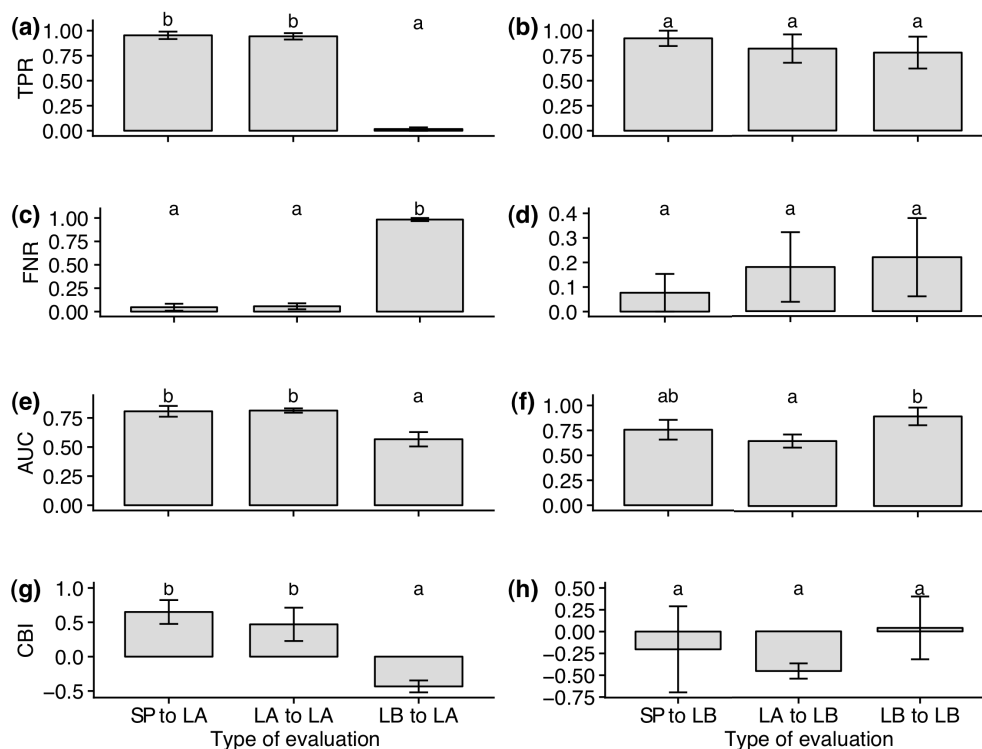 (a)
TPR
1.00
0.75
0.50
0.25
0.00
b
b
a
(b)
1.00
0.75
0.50
0.25
0.00
a
a
a
(c)
FNR
1.00
0.75
0.50
0.25
0.00
a
a
b
(d)
0.4
0.3
0.2
0.1
0.0
a
a
a
(e)
AUC
0.75
0.50
0.25
0.00
b
b
a
(f)
1.00
0.75
0.50
0.25
0.00
ab
a
b
(g)
CBI
1.0
0.5
0.0
−0.5
b
b
a
SP to LA LA to LA LB to LA
Type of evaluation
(h)
0.50
0.25
0.00
−0.25
−0.50
−0.75
a
a
a
SP to LB LA to LB LB to LB
Type of evaluation